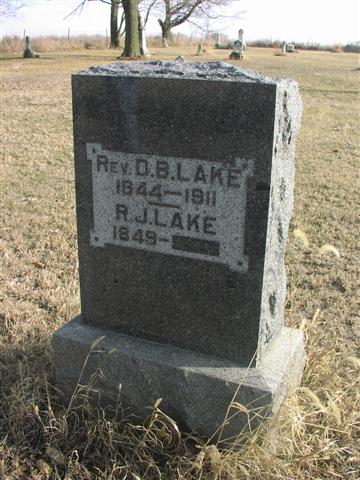 REV. D.B. LAKE
1844–1911
R.J. LAKE
1849-